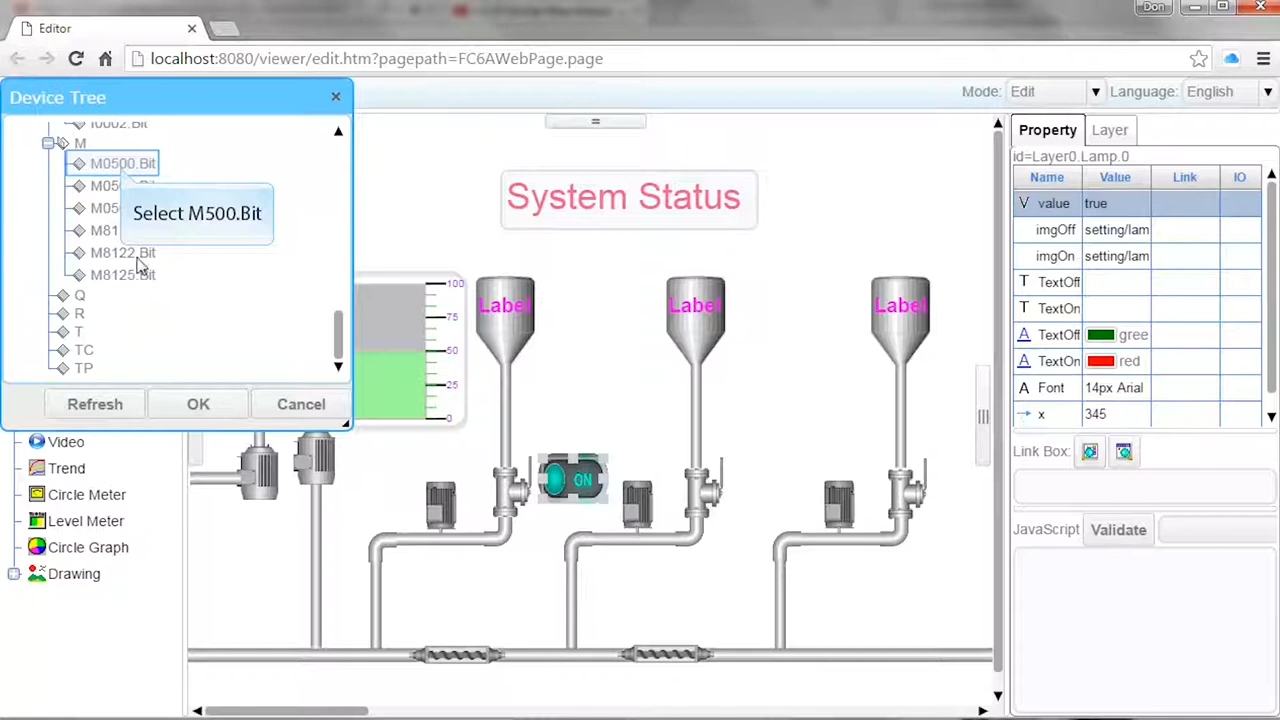 Don
Editor
localhost:8080/viewer/edit.htm?pagepath=FC6AWebPage.page
Device Tree
Mode: Edit Language: English
I0002.Bit
M
M0500.Bit
Select M500.Bit
M8122.Bit
M8125.Bit
Q
R
T
TC
TP
Refresh OK Cancel
Video
Trend
Circle Meter
Level Meter
Circle Graph
Drawing
System Status
100
75
50
25
0
Label Label Label
ON
Property Layer
id=Layer0.Lamp.0
Name Value Link IO
V value true
imgOff setting/lam
imgOn setting/lam
T TextOff
T TextOn
A TextOff gree
A TextOn red
A Font 14px Arial
x 345
Link Box:
JavaScript Validate